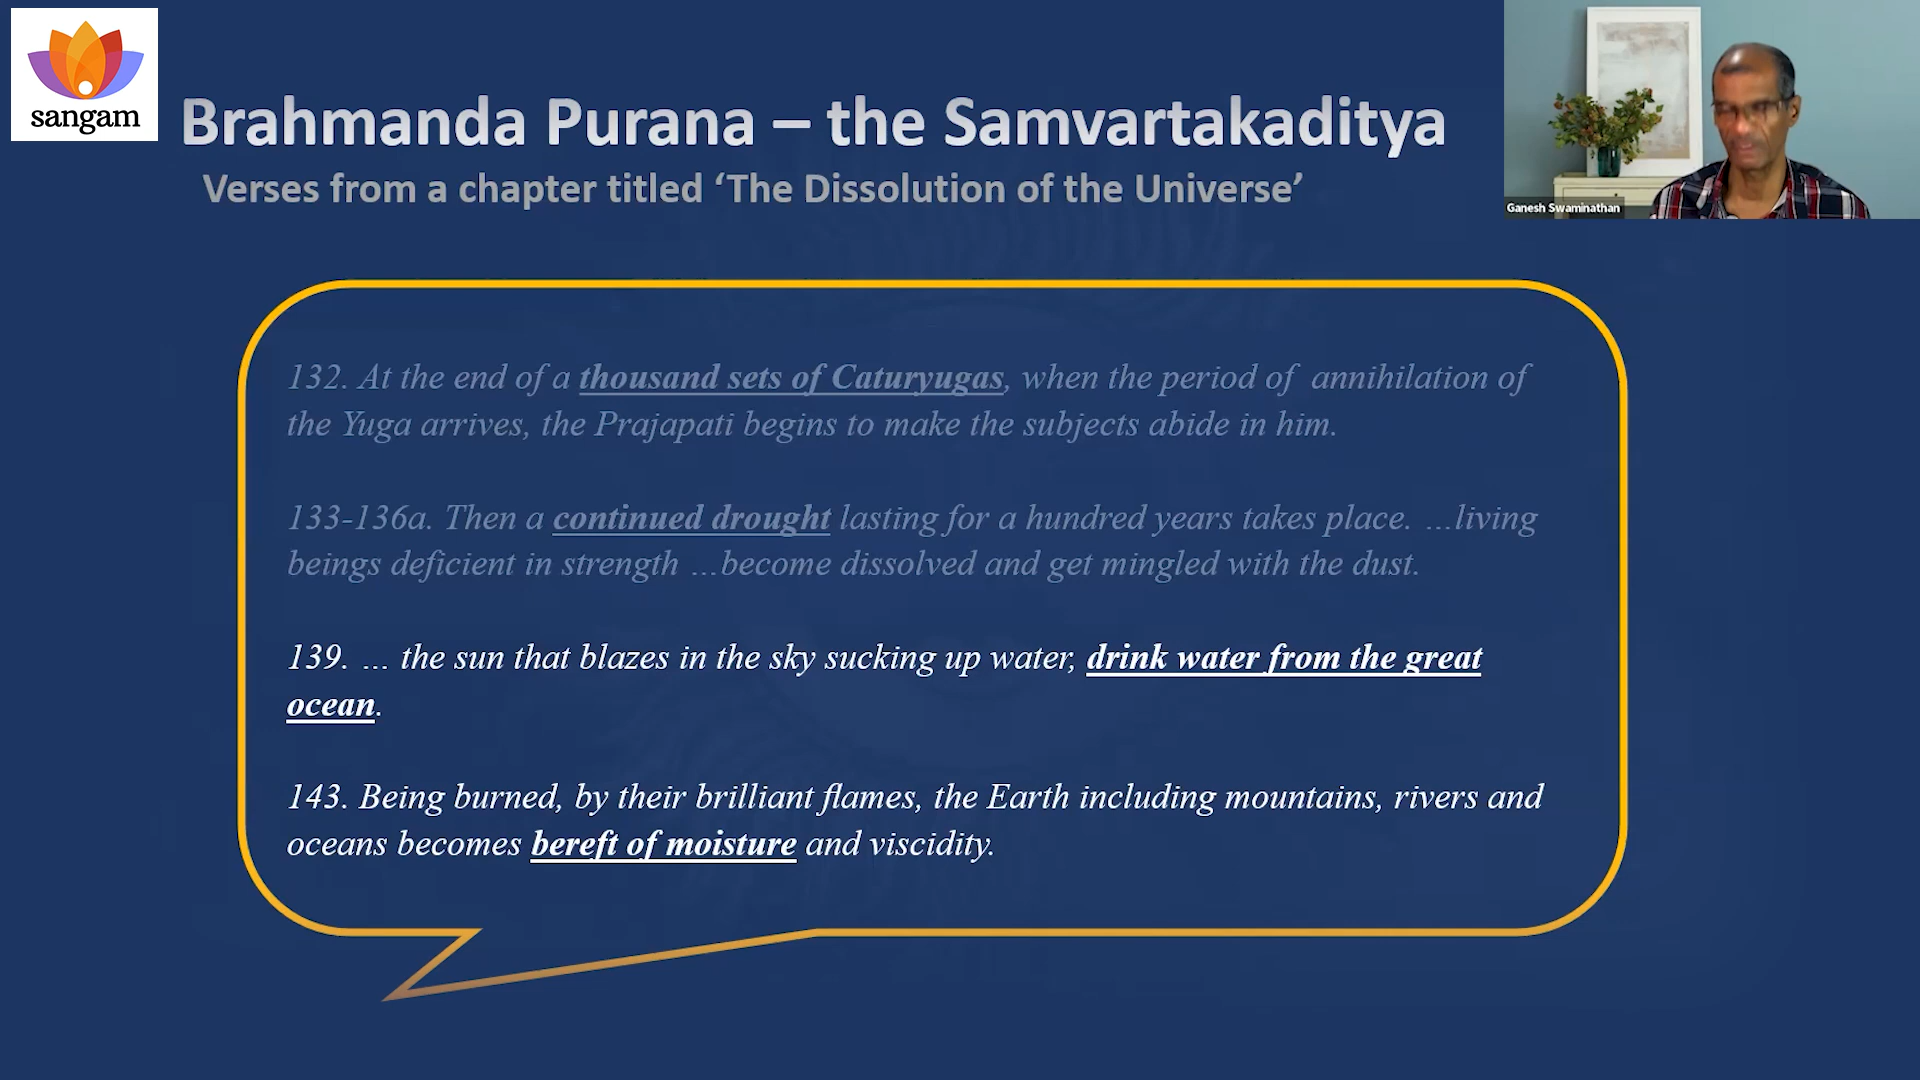 sangam
Brahmanda Purana – the Samvartakaditya
Verses from a chapter titled ‘The Dissolution of the Universe’
Ganesh Swaminathan
132. At the end of a thousand sets of Caturyugas, when the period of annihilation of
the Yuga arrives, the Prajapati begins to make the subjects abide in him.
133-136a. Then a continued drought lasting for a hundred years takes place. …living
beings deficient in strength …become dissolved and get mingled with the dust.
139. … the sun that blazes in the sky sucking up water, drink water from the great
ocean.
143. Being burned, by their brilliant flames, the Earth including mountains, rivers and
oceans becomes bereft of moisture and viscidity.